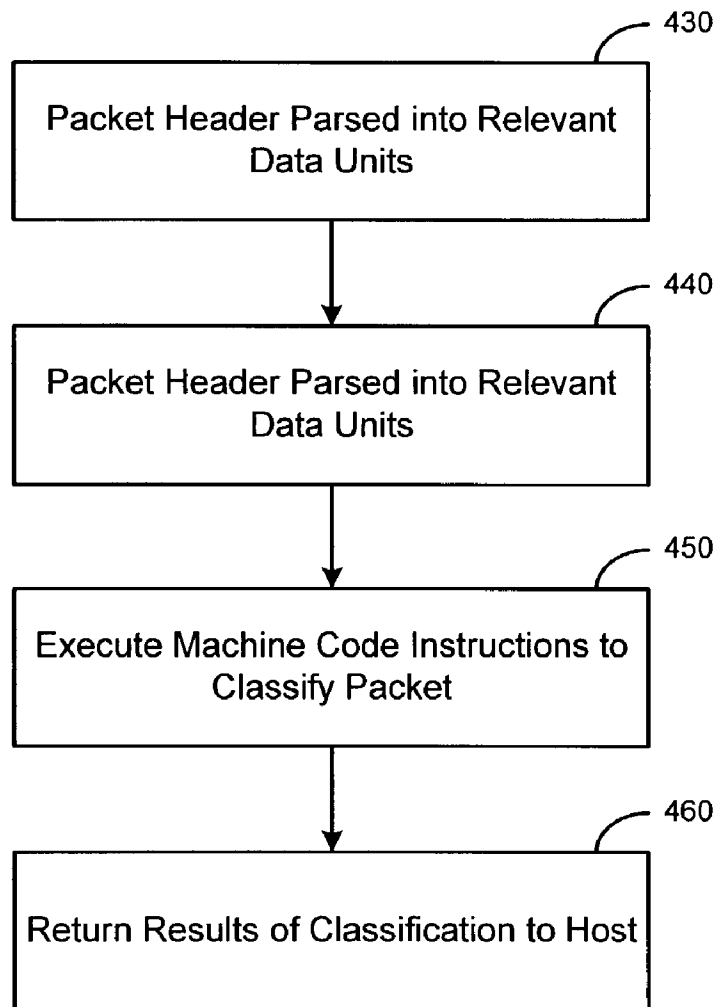 430
Packet Header Parsed into Relevant
Data Units
440
Packet Header Parsed into Relevant
Data Units
450
Execute Machine Code Instructions to
Classify Packet
460
Return Results of Classification to Host